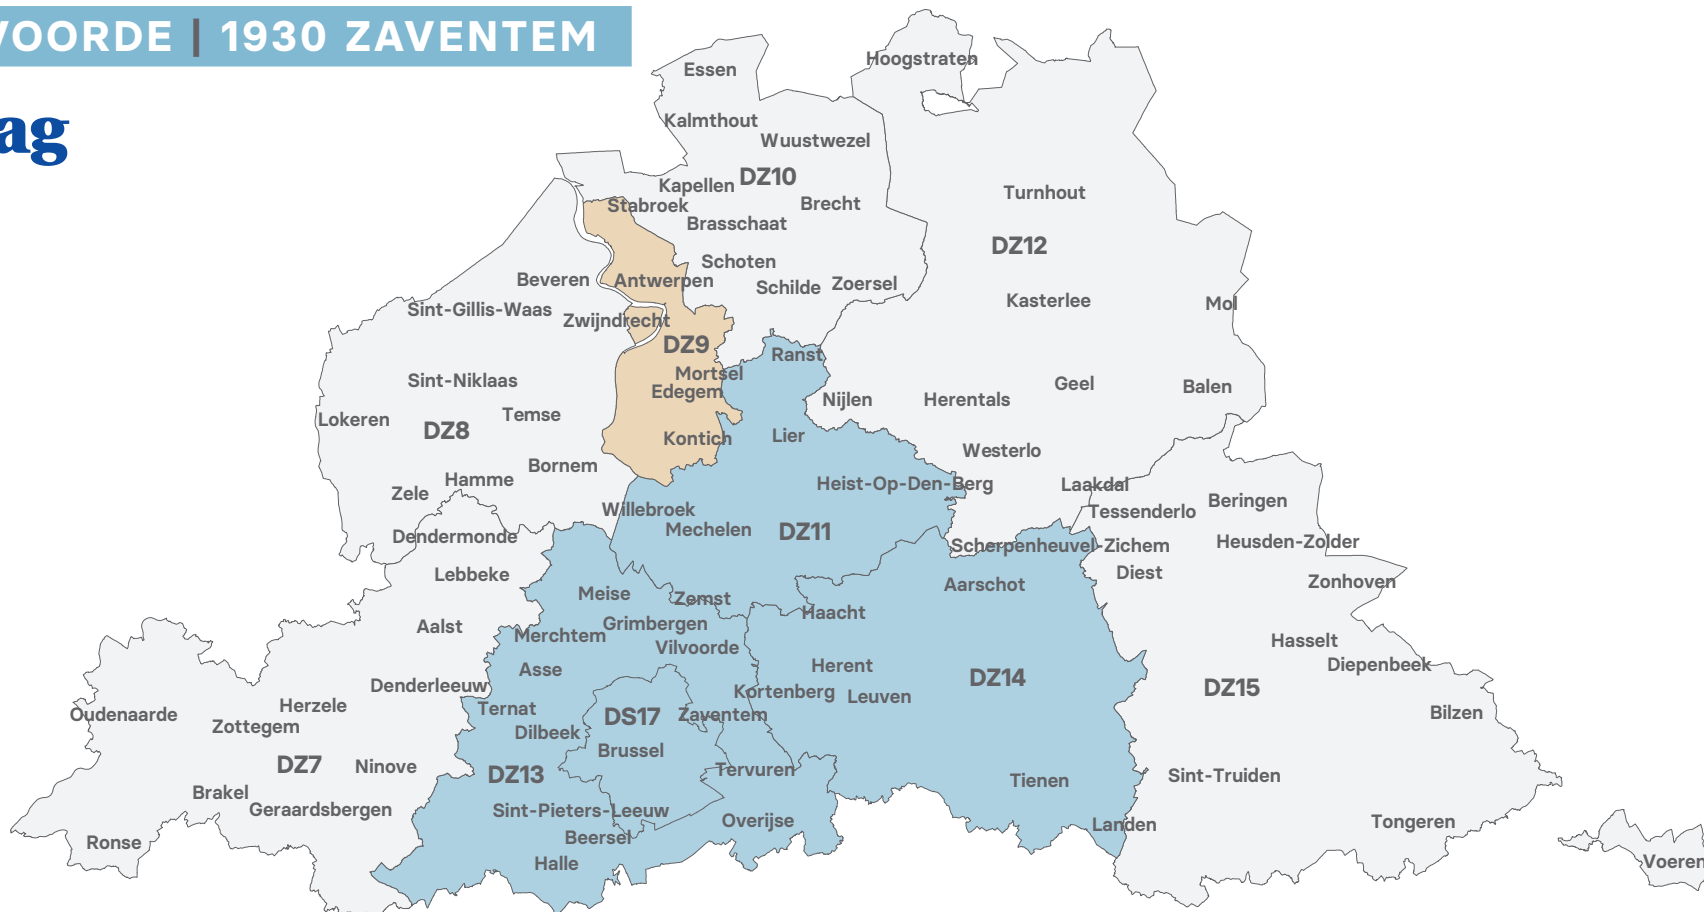 VOORDE | 1930 ZAVENTEM
ag
Hoogstraten
Essen
Kalmthout
Wuustwezel
DZ10
Kapellen
Stabroek
Brecht
Brasschaat
Turnhout
DZ12
Schoten
Schilde
Zoersel
Beveren
Antwerpen
Sint-Gillis-Waas
Zwijndrecht
Kasterlee
Mol
DZ9
Ranst
Mortsel
Edegem
Sint-Niklaas
Geel
Balen
Nijlen
Herentals
Lokeren
DZ8
Temse
Kontich
Lier
Westerlo
Bornem
Hamme
Zele
Heist-Op-Den-Berg
Laakdal
Beringen
Willebroek
Tessenderlo
Mechelen
DZ11
Dendermonde
Scherpenheuvel-Zichem
Heusden-Zolder
Lebbeke
Diest
Zonhoven
Aarschot
Meise
Zemst
Haacht
Grimbergen
Aalst
Merchtem
Vilvoorde
Hasselt
Diepenbeek
Asse
Herent
DZ14
Denderleeuw
Kortenberg
Leuven
DZ15
Herzele
Ternat
Oudenaarde
Zottegem
DS17
Zaventem
Bilzen
Dilbeek
Brussel
DZ7
Ninove
DZ13
Tervuren
Tienen
Sint-Truiden
Brakel
Geraardsbergen
Sint-Pieters-Leeuw
Overijse
Landen
Tongeren
Beersel
Ronse
Halle
Voeren